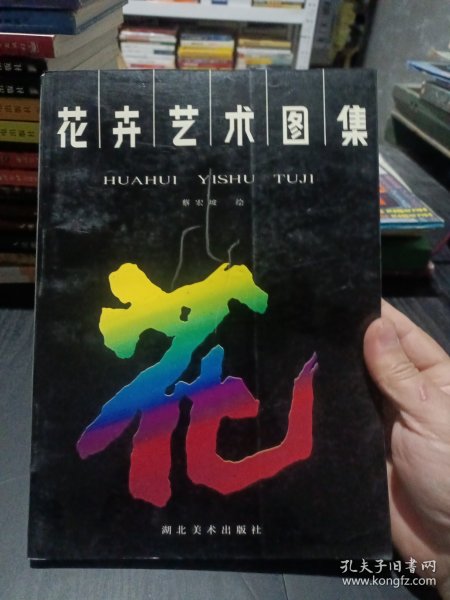 花卉艺术图集
HUAHUI YISHU TUJI
蔡宏坡 绘
花
湖北美术出版社
孔夫子旧书网
www.kongfz.com